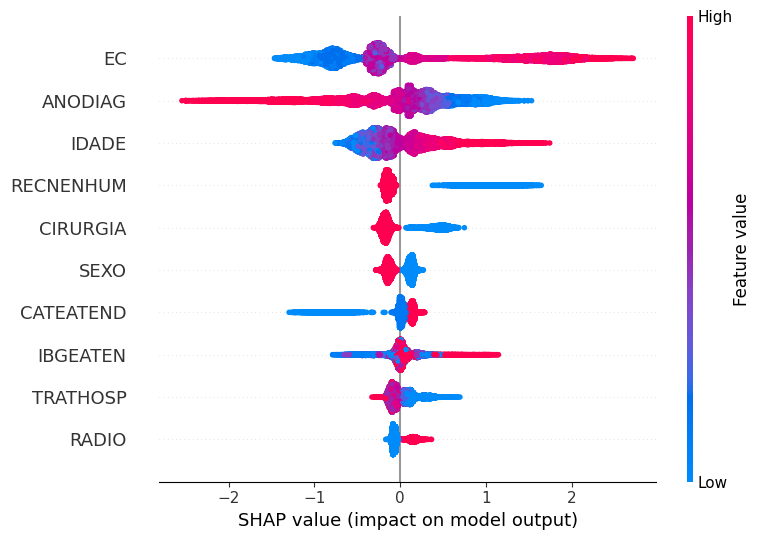 High
EC
ANODIAG
IDADE
RECNENHUM
CIRURGIA
SEXO
CATEATEND
IBGEATEN
TRATHOSP
RADIO
Feature value
Low
−2 −1 0 1 2
SHAP value (impact on model output)